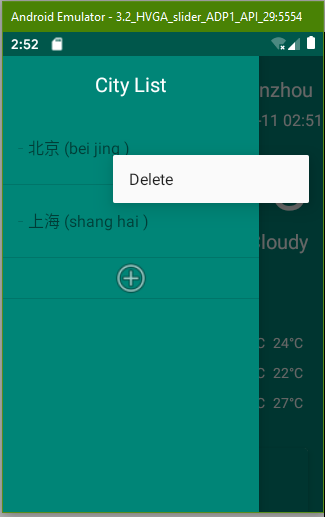 Android Emulator - 3.2_HVGA_slider_ADP1_API_29:5554
2:52
City List
nzhou
-11 02:51
- 北京 (bei jing )
Delete
- 上海 (shang hai )
Cloudy
C 24°C
C 22°C
C 27°C